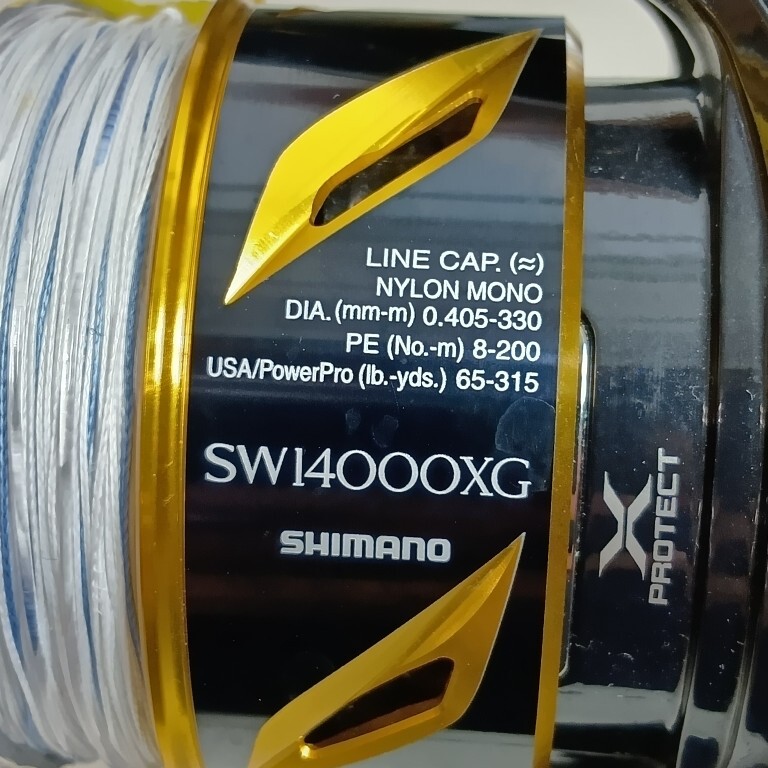 LINE CAP. (≈)
NYLON MONO
DIA. (mm-m) 0.405-330
PE (No.-m) 8-200
USA/PowerPro (lb.-yds.) 65-315
SW14000XG
SHIMANO
X
PROTECT